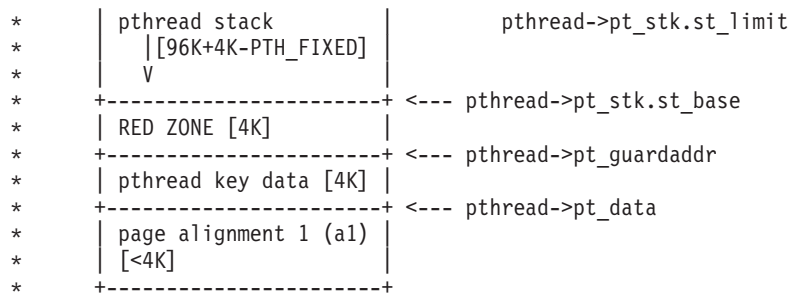 *       | pthread stack         |       pthread->pt_stk.st_limit
*       |   |[96K+4K-PTH_FIXED] |
*       |   V                   |
*       +-----------------------+ <--- pthread->pt_stk.st_base
*       | RED ZONE [4K]         |
*       +-----------------------+ <--- pthread->pt_guardaddr
*       | pthread key data [4K] |
*       +-----------------------+ <--- pthread->pt_data
*       | page alignment 1 (a1) |
*       | [<4K]                 |
*       +-----------------------+